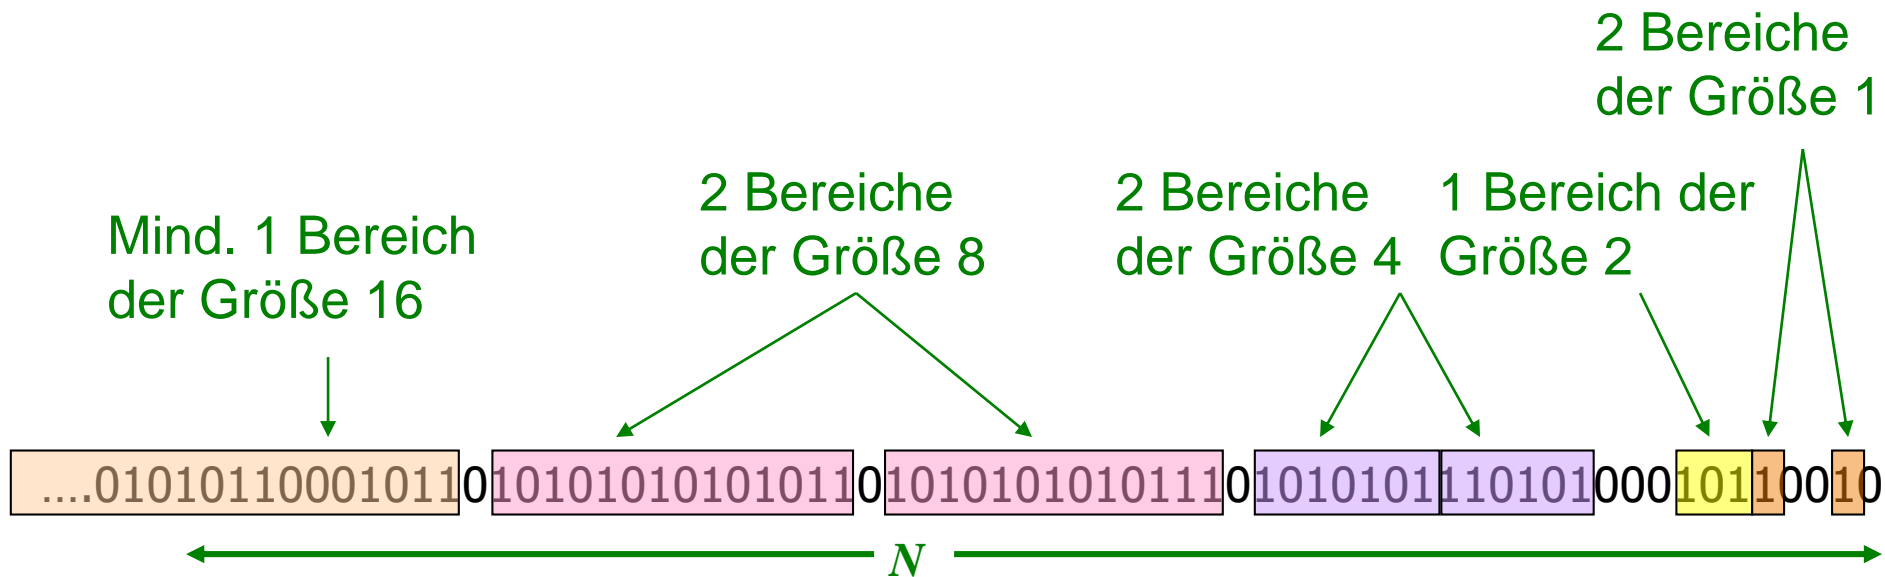 2 Bereiche
der Größe 1
2 Bereiche
der Größe 8
2 Bereiche
der Größe 4
1 Bereich der
Größe 2
Mind. 1 Bereich
der Größe 16
....01010110001011010101010101011010101010101110101010111010100010110010
N